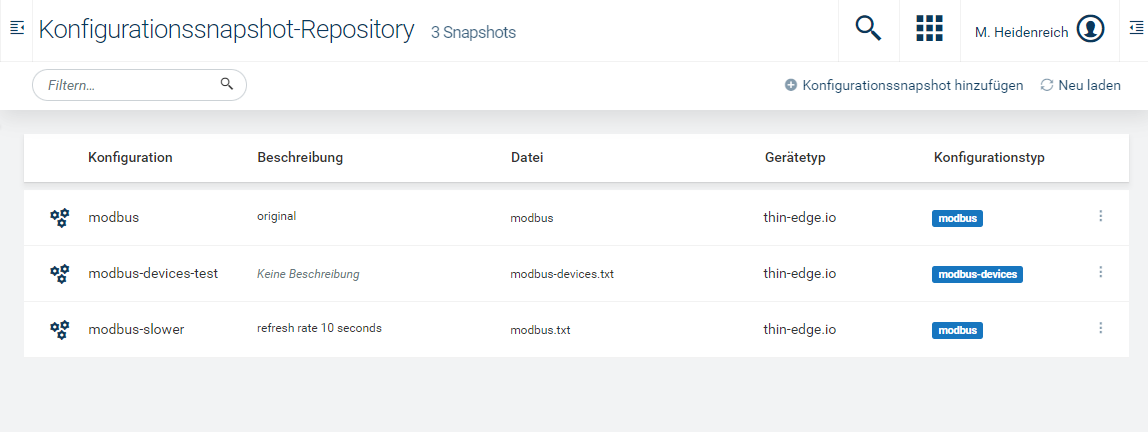 Konfigurationssnapshot-Repository 3 Snapshots M. Heidenreich
Filtern... Konfigurationssnapshot hinzufügen Neu laden
Konfiguration Beschreibung Datei Gerätetyp Konfigurationstyp
modbus original modbus thin-edge.io modbus
modbus-devices-test Keine Beschreibung modbus-devices.txt thin-edge.io modbus-devices
modbus-slower refresh rate 10 seconds modbus.txt thin-edge.io modbus